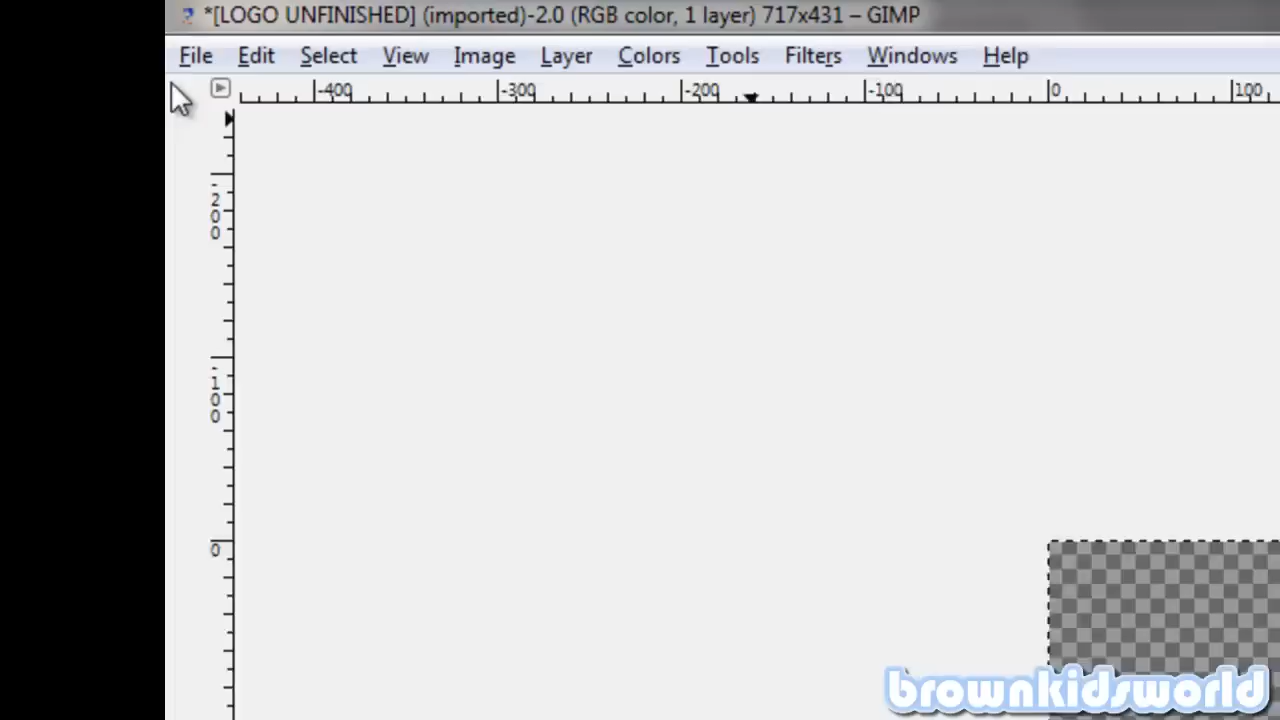 *[LOGO UNFINISHED] (imported)-2.0 (RGB color, 1 layer) 717x431 – GIMP
File Edit Select View Image Layer Colors Tools Filters Windows Help
-400 -300 -200 -100 0 100
-200
-100
0
brownkidsworld